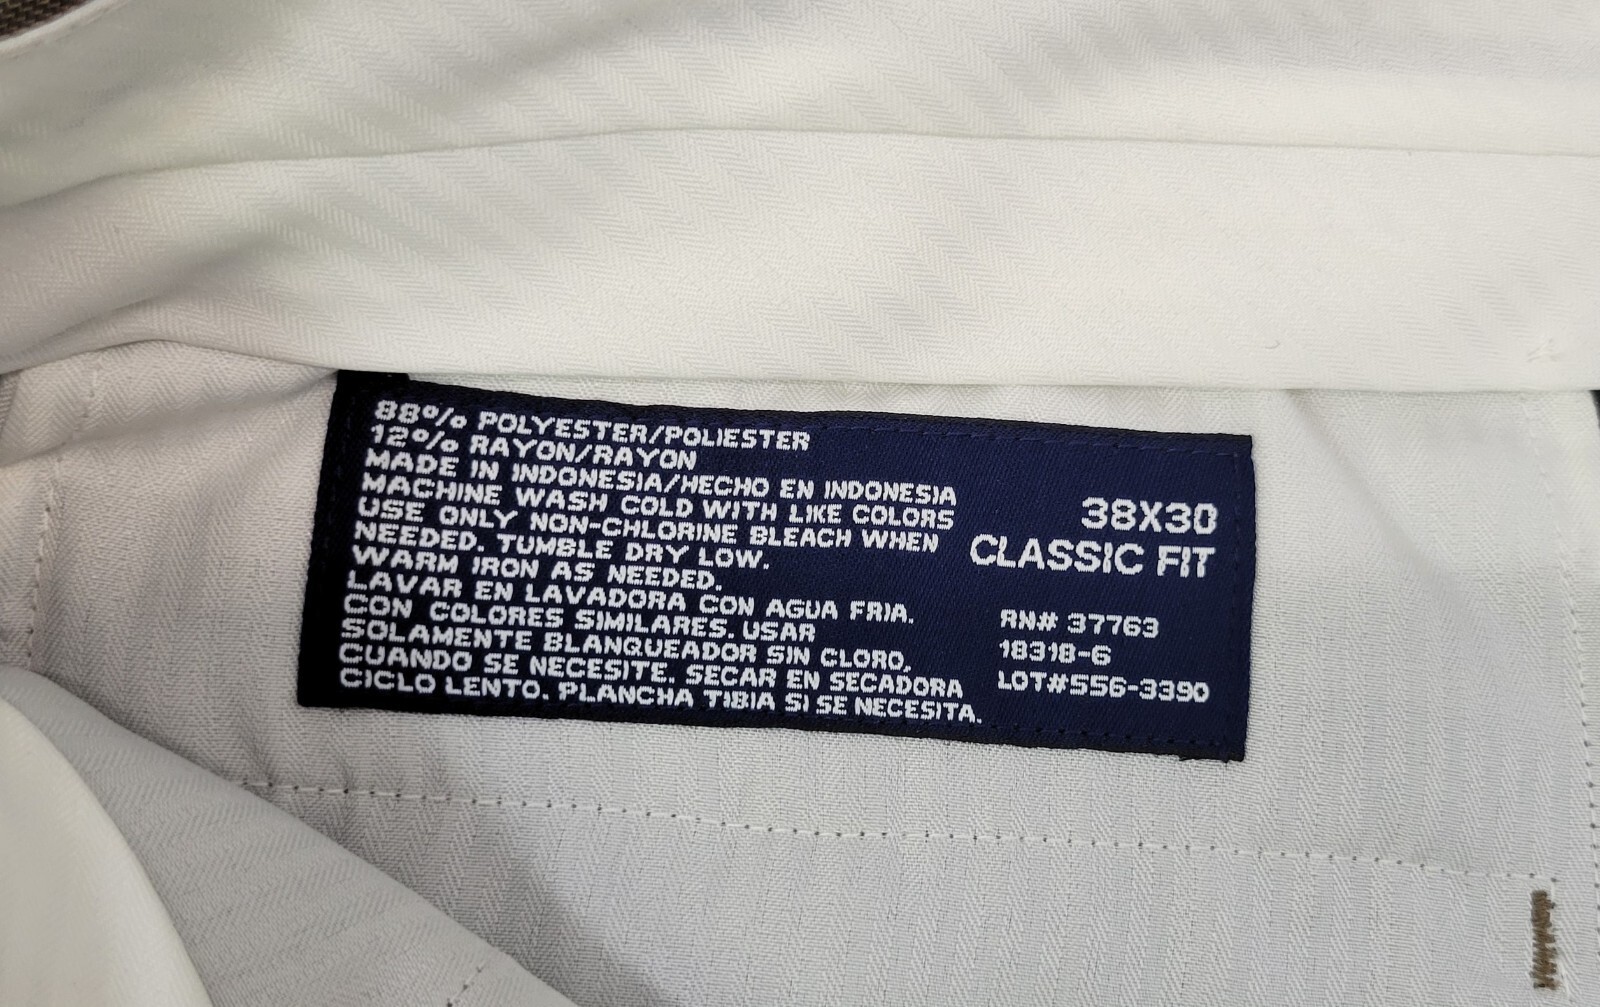 88% POLYESTER/POLIESTER
12% RAYON/RAYON
MADE IN INDONESIA/HECHO EN INDONESIA
MACHINE WASH COLD WITH LIKE COLORS
USE ONLY NON-CHLORINE BLEACH WHEN
NEEDED. TUMBLE DRY LOW.
WARM IRON AS NEEDED.
LAVAR EN LAVADORA CON AGUA FRIA.
CON COLORES SIMILARES. USAR
SOLAMENTE BLANQUEADOR SIN CLORO.
CUANDO SE NECESITE. SECAR EN SECADORA
CICLO LENTO. PLANCHA TIBIA SI SE NECESITA.
38X30
CLASSIC FIT
RN# 37763
18318-6
LOT#556-3390